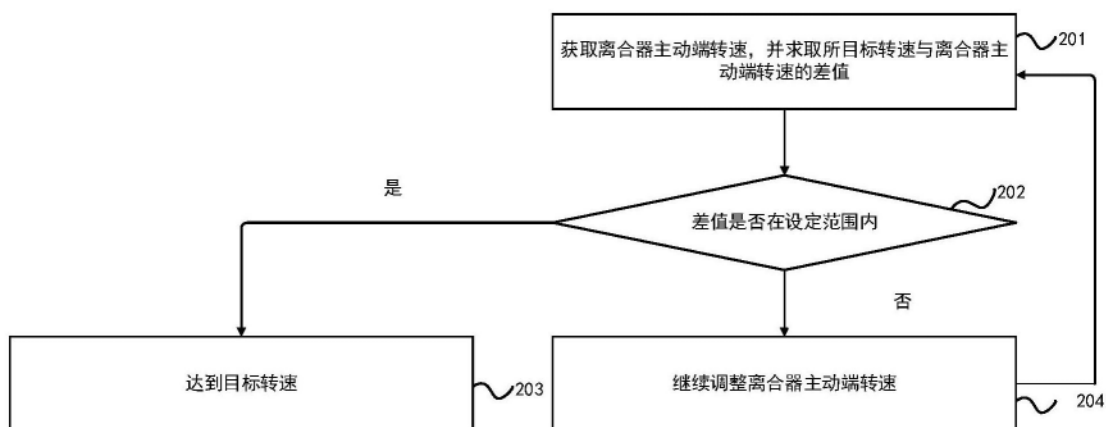 获取离合器主动端转速，并求取所目标转速与离合器主
动端转速的差值
201
202
是
差值是否在设定范围内
否
达到目标转速
203
继续调整离合器主动端转速
204